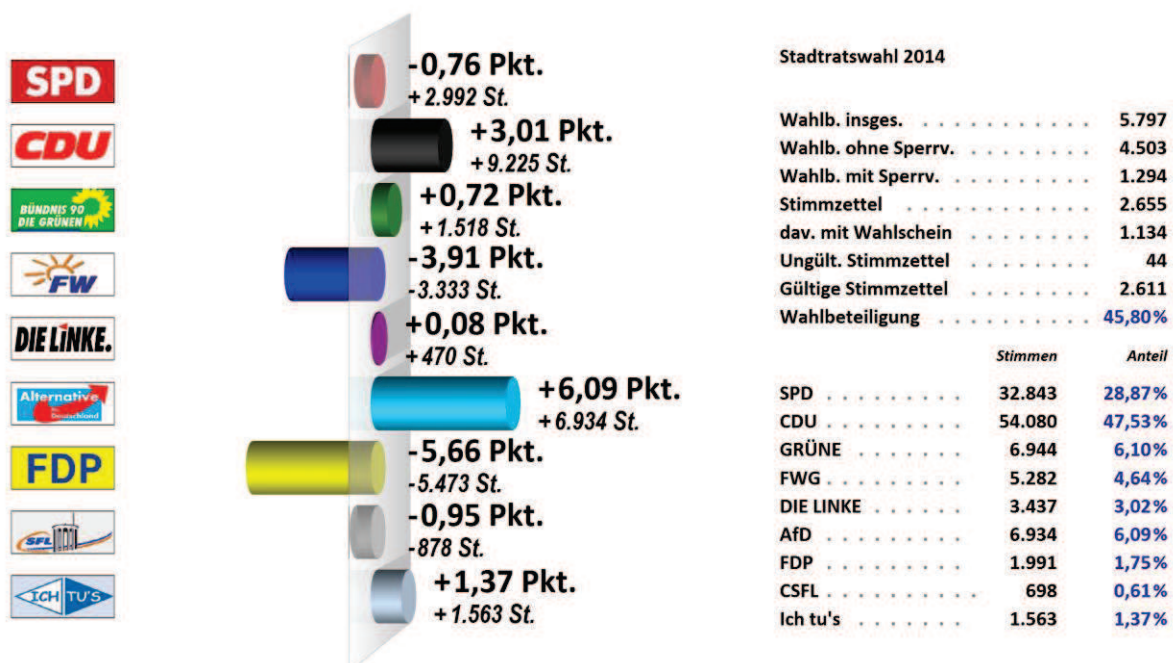 SPD
-0,76 Pkt.
+2.992 St.
CDU
+3,01 Pkt.
+9.225 St.
BÜNDNIS 90
DIE GRÜNEN
+0,72 Pkt.
+1.518 St.
FW
-3,91 Pkt.
-3.333 St.
DIE LINKE.
+0,08 Pkt.
+470 St.
Alternative
für
Deutschland
+6,09 Pkt.
+6.934 St.
FDP
-5,66 Pkt.
-5.473 St.
SFL
-0,95 Pkt.
-878 St.
ICH TU'S
+1,37 Pkt.
+1.563 St.
Stadtratswahl 2014
Wahlb. insges. . . . . . . . . . . . 5.797
Wahlb. ohne Sperrv. . . . . . . . . 4.503
Wahlb. mit Sperrv. . . . . . . . . . 1.294
Stimmzettel . . . . . . . . . . . 2.655
dav. mit Wahlschein . . . . . . . . 1.134
Ungült. Stimmzettel . . . . . . . . 44
Gültige Stimmzettel . . . . . . . . 2.611
Wahlbeteiligung . . . . . . . . . . 45,80%
Stimmen Anteil
SPD . . . . . . . . . 32.843 28,87%
CDU . . . . . . . . . 54.080 47,53%
GRÜNE . . . . . . . 6.944 6,10%
FWG . . . . . . . . 5.282 4,64%
DIE LINKE . . . . . . 3.437 3,02%
AfD . . . . . . . . . 6.934 6,09%
FDP . . . . . . . . . 1.991 1,75%
CSFL . . . . . . . . . . 698 0,61%
Ich tu's . . . . . . . 1.563 1,37%